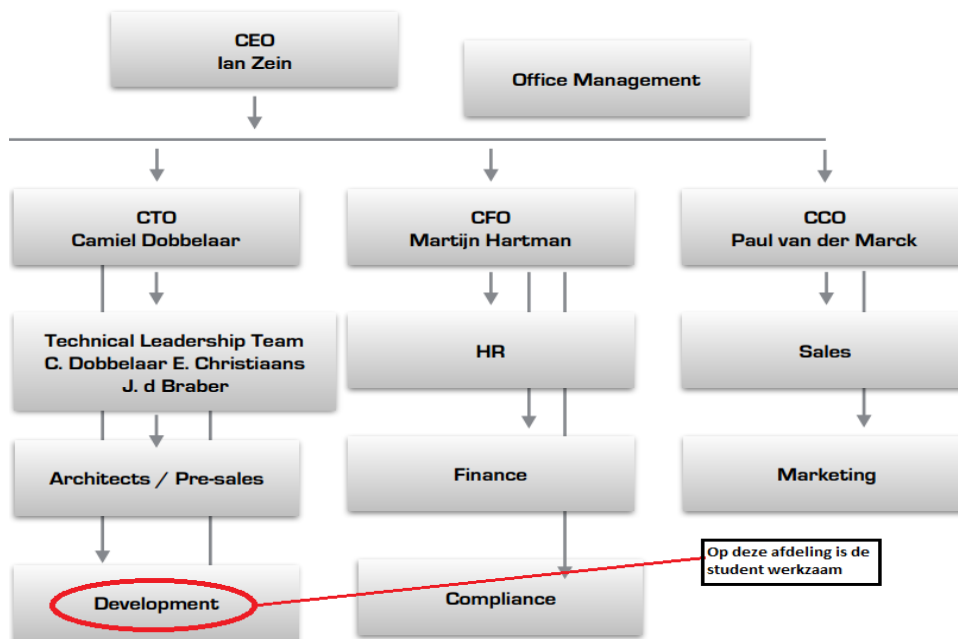 CEO
Ian Zein
Office Management
CTO
Camiel Dobbelaar
CFO
Martijn Hartman
CCO
Paul van der Marck
Technical Leadership Team
C. Dobbelaar E. Christiaans
J. d Braber
HR
Sales
Architects / Pre-sales
Finance
Marketing
Op deze afdeling is de
student werkzaam
Development
Compliance